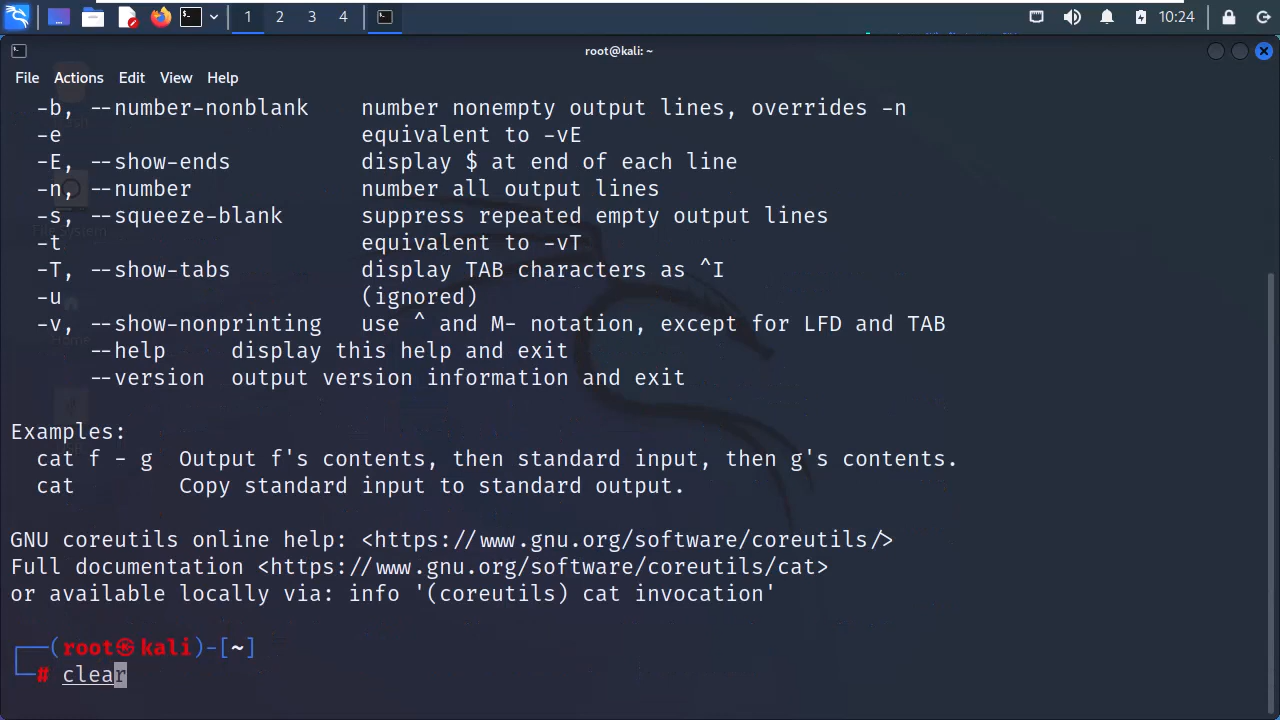 1 2 3 4 10:24
root@kali: ~
File Actions Edit View Help
-b, --number-nonblank number nonempty output lines, overrides -n
-e equivalent to -vE
-E, --show-ends display $ at end of each line
-n, --number number all output lines
-s, --squeeze-blank suppress repeated empty output lines
-t equivalent to -vT
-T, --show-tabs display TAB characters as ^I
-u (ignored)
-v, --show-nonprinting use ^ and M- notation, except for LFD and TAB
--help display this help and exit
--version output version information and exit
Examples:
cat f - g Output f's contents, then standard input, then g's contents.
cat Copy standard input to standard output.
GNU coreutils online help: <https://www.gnu.org/software/coreutils/>
Full documentation <https://www.gnu.org/software/coreutils/cat>
or available locally via: info '(coreutils) cat invocation'
┌──(root㉿kali)-[~]
└─# clear
File System
Home